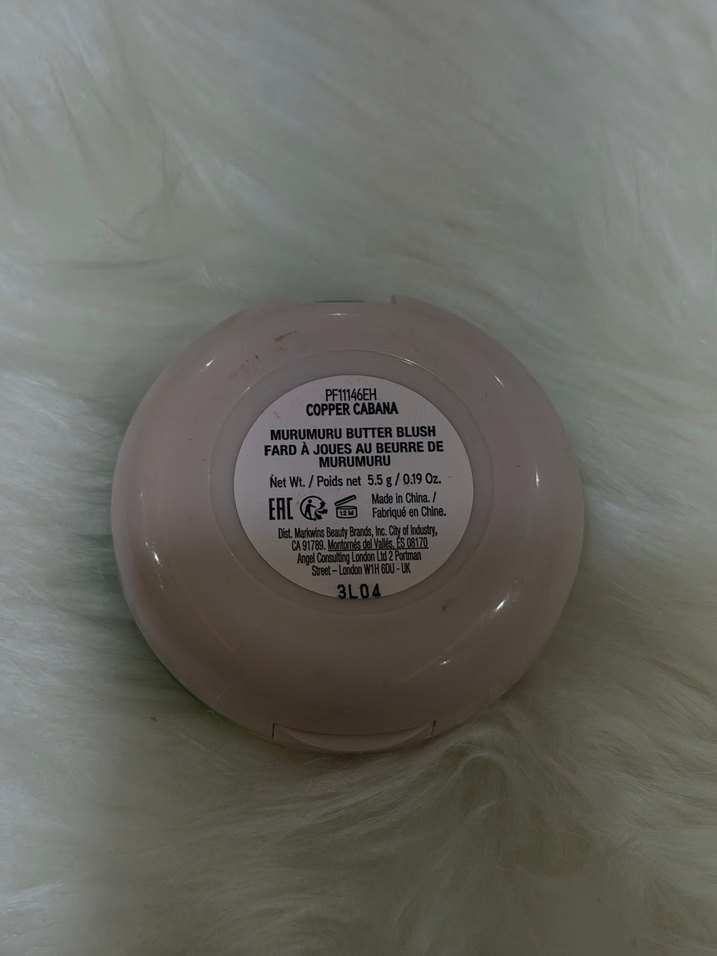 PF11146EH
COPPER CABANA
MURUMURU BUTTER BLUSH
FARD À JOUES AU BEURRE DE
MURUMURU
Net Wt. / Poids net 5.5 g / 0.19 Oz.
EAC
12 M
Made in China. /
Fabriqué en Chine.
Dist. Markwins Beauty Brands, Inc. City of Industry,
CA 91789. Montornés del Vallés, ES 08170
Angel Consulting London Ltd 2 Portman
Street – London W1H 6DU - UK
3L04